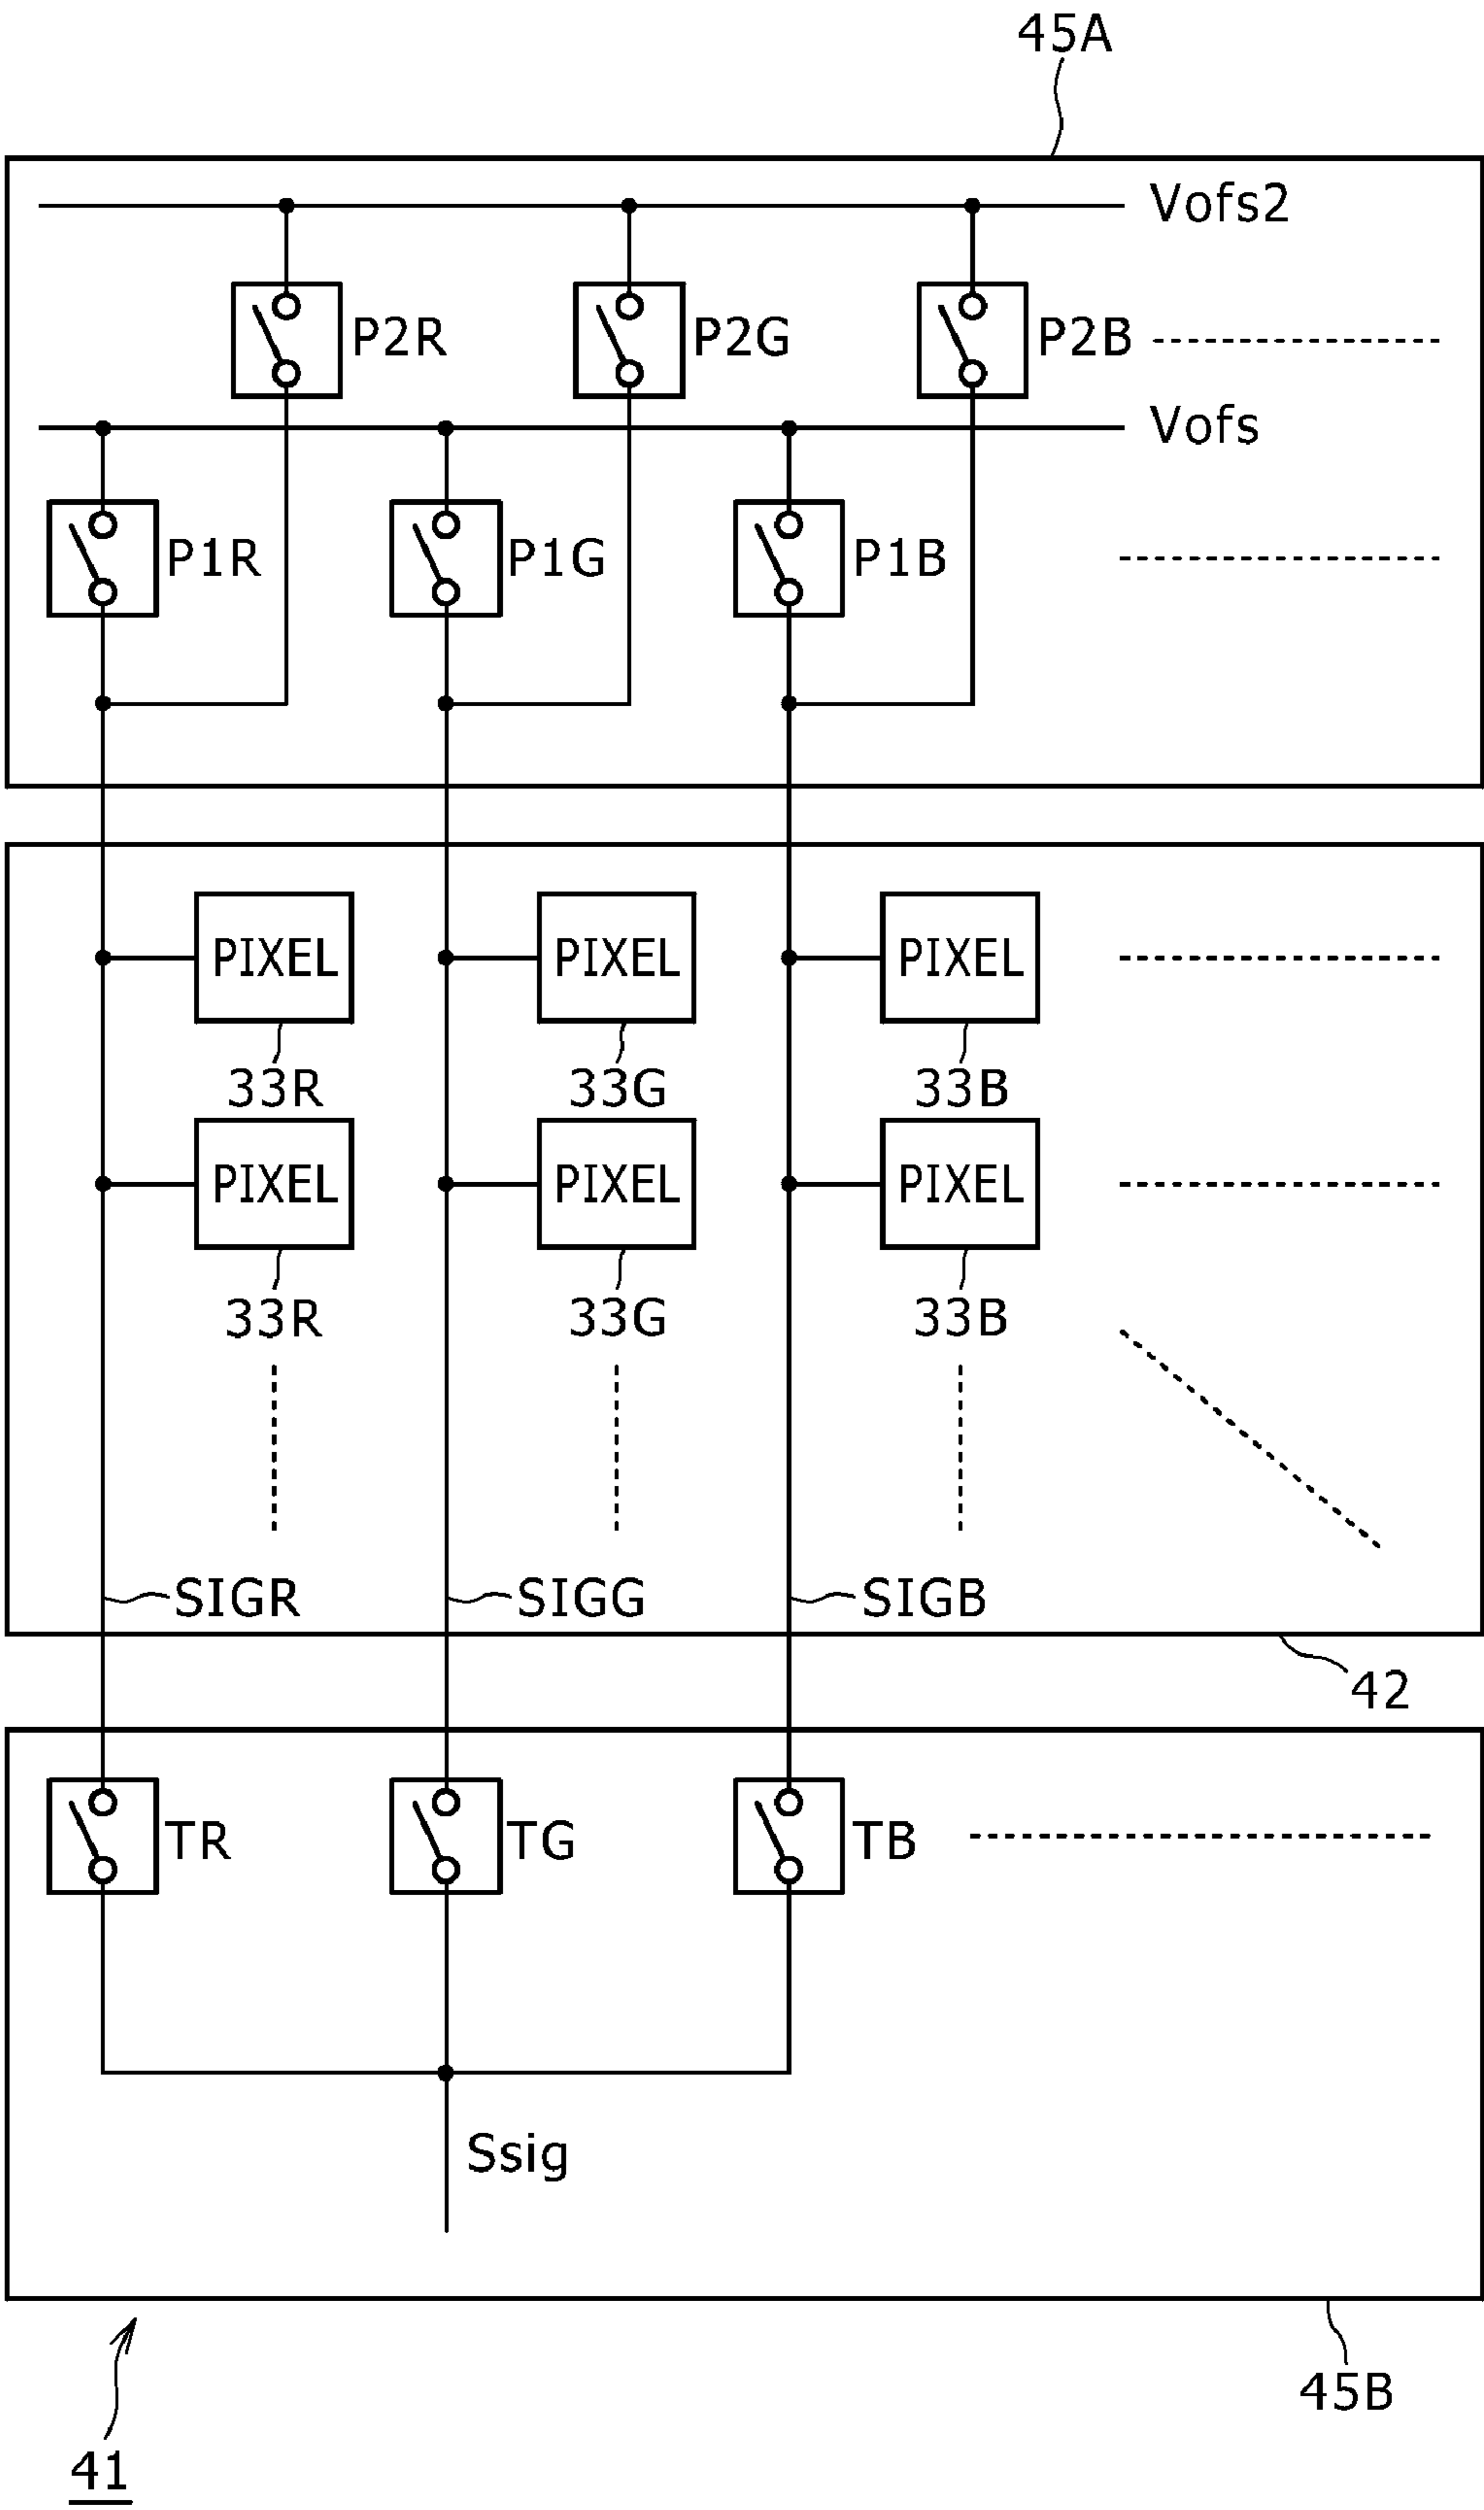 45A
Vofs2
P2R P2G P2B
Vofs
P1R P1G P1B
PIXEL PIXEL PIXEL
33R 33G 33B
PIXEL PIXEL PIXEL
33R 33G 33B
SIGR SIGG SIGB
42
TR TG TB
Ssig
45B
41